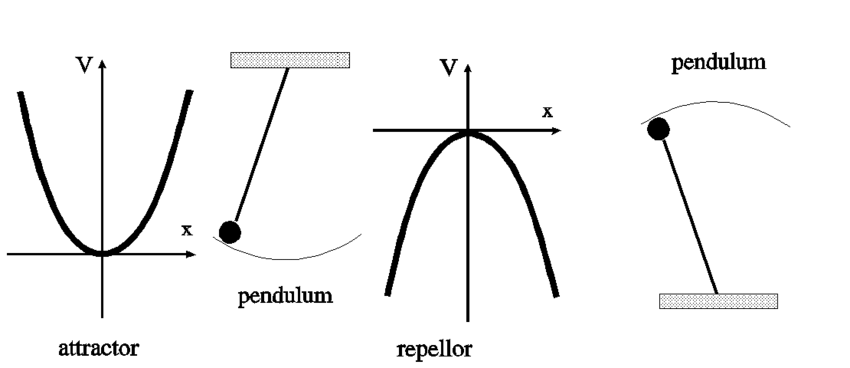 V
x
attractor
pendulum
V
x
repellor
pendulum